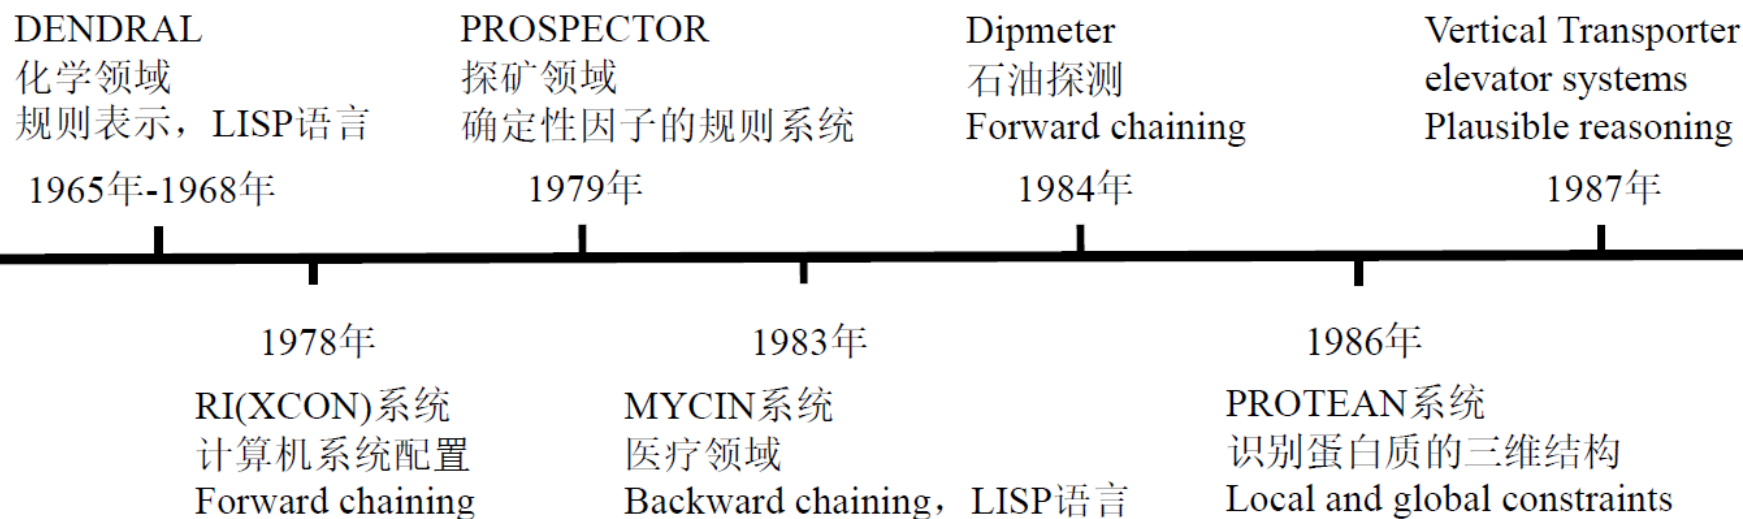 DENDRAL
化学领域
规则表示，LISP语言
1965年-1968年
PROSPECTOR
探矿领域
确定性因子的规则系统
1979年
Dipmeter
石油探测
Forward chaining
1984年
Vertical Transporter
elevator systems
Plausible reasoning
1987年
1978年
RI(XCON)系统
计算机系统配置
Forward chaining
1983年
MYCIN系统
医疗领域
Backward chaining，LISP语言
1986年
PROTEAN系统
识别蛋白质的三维结构
Local and global constraints